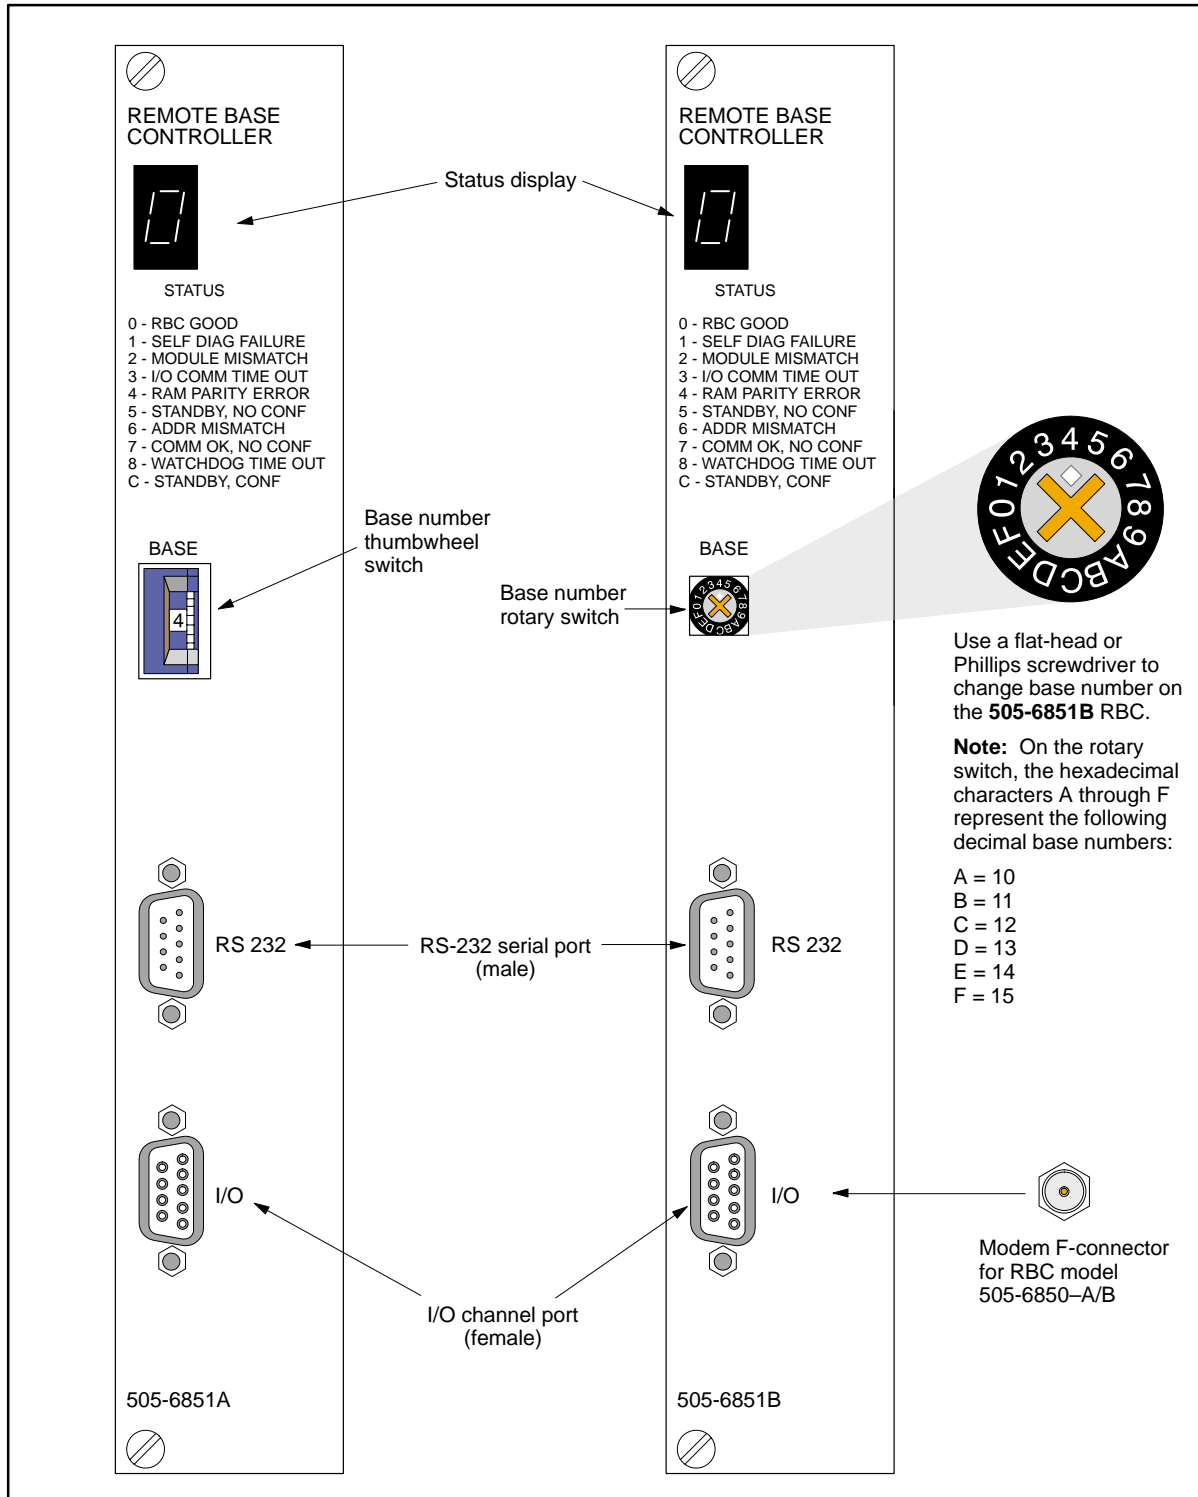 REMOTE BASE
CONTROLLER
0
STATUS
0 - RBC GOOD
1 - SELF DIAG FAILURE
2 - MODULE MISMATCH
3 - I/O COMM TIME OUT
4 - RAM PARITY ERROR
5 - STANDBY, NO CONF
6 - ADDR MISMATCH
7 - COMM OK, NO CONF
8 - WATCHDOG TIME OUT
C - STANDBY, CONF
BASE
4
RS 232
I/O
505-6851A
Status display
Base number
thumbwheel
switch
Base number
rotary switch
RS-232 serial port
(male)
I/O channel port
(female)
REMOTE BASE
CONTROLLER
0
STATUS
0 - RBC GOOD
1 - SELF DIAG FAILURE
2 - MODULE MISMATCH
3 - I/O COMM TIME OUT
4 - RAM PARITY ERROR
5 - STANDBY, NO CONF
6 - ADDR MISMATCH
7 - COMM OK, NO CONF
8 - WATCHDOG TIME OUT
C - STANDBY, CONF
BASE
0123456789ABCDEF
RS 232
I/O
505-6851B
0123456789ABCDEF
Use a flat-head or
Phillips screwdriver to
change base number on
the 505-6851B RBC.
Note: On the rotary
switch, the hexadecimal
characters A through F
represent the following
decimal base numbers:
A = 10
B = 11
C = 12
D = 13
E = 14
F = 15
Modem F-connector
for RBC model
505-6850–A/B